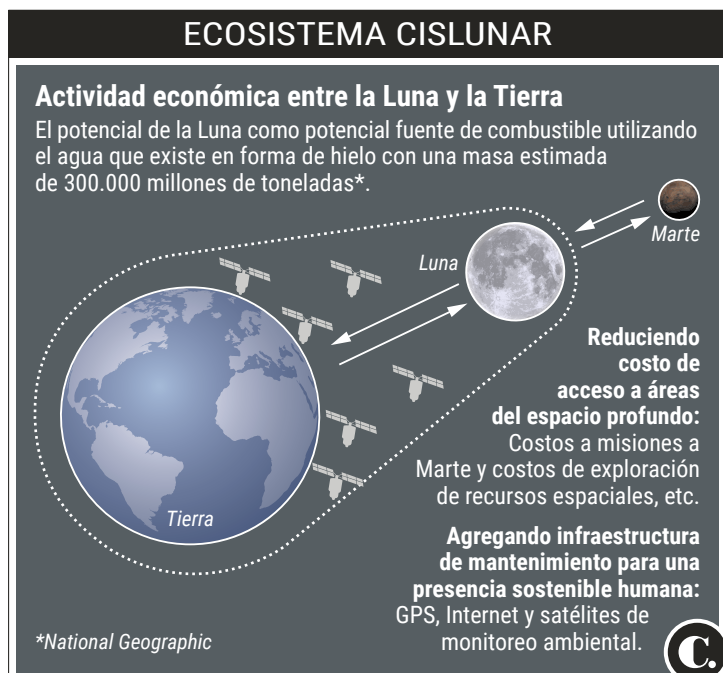 ECOSISTEMA CISLUNAR
Actividad económica entre la Luna y la Tierra
El potencial de la Luna como potencial fuente de combustible utilizando
el agua que existe en forma de hielo con una masa estimada
de 300.000 millones de toneladas*.
Marte
Luna
Tierra
Reduciendo
costo de
acceso a áreas
del espacio profundo:
Costos a misiones a
Marte y costos de exploración
de recursos espaciales, etc.
Agregando infraestructura
de mantenimiento para una
presencia sostenible humana:
GPS, Internet y satélites de
monitoreo ambiental.
*National Geographic
C.